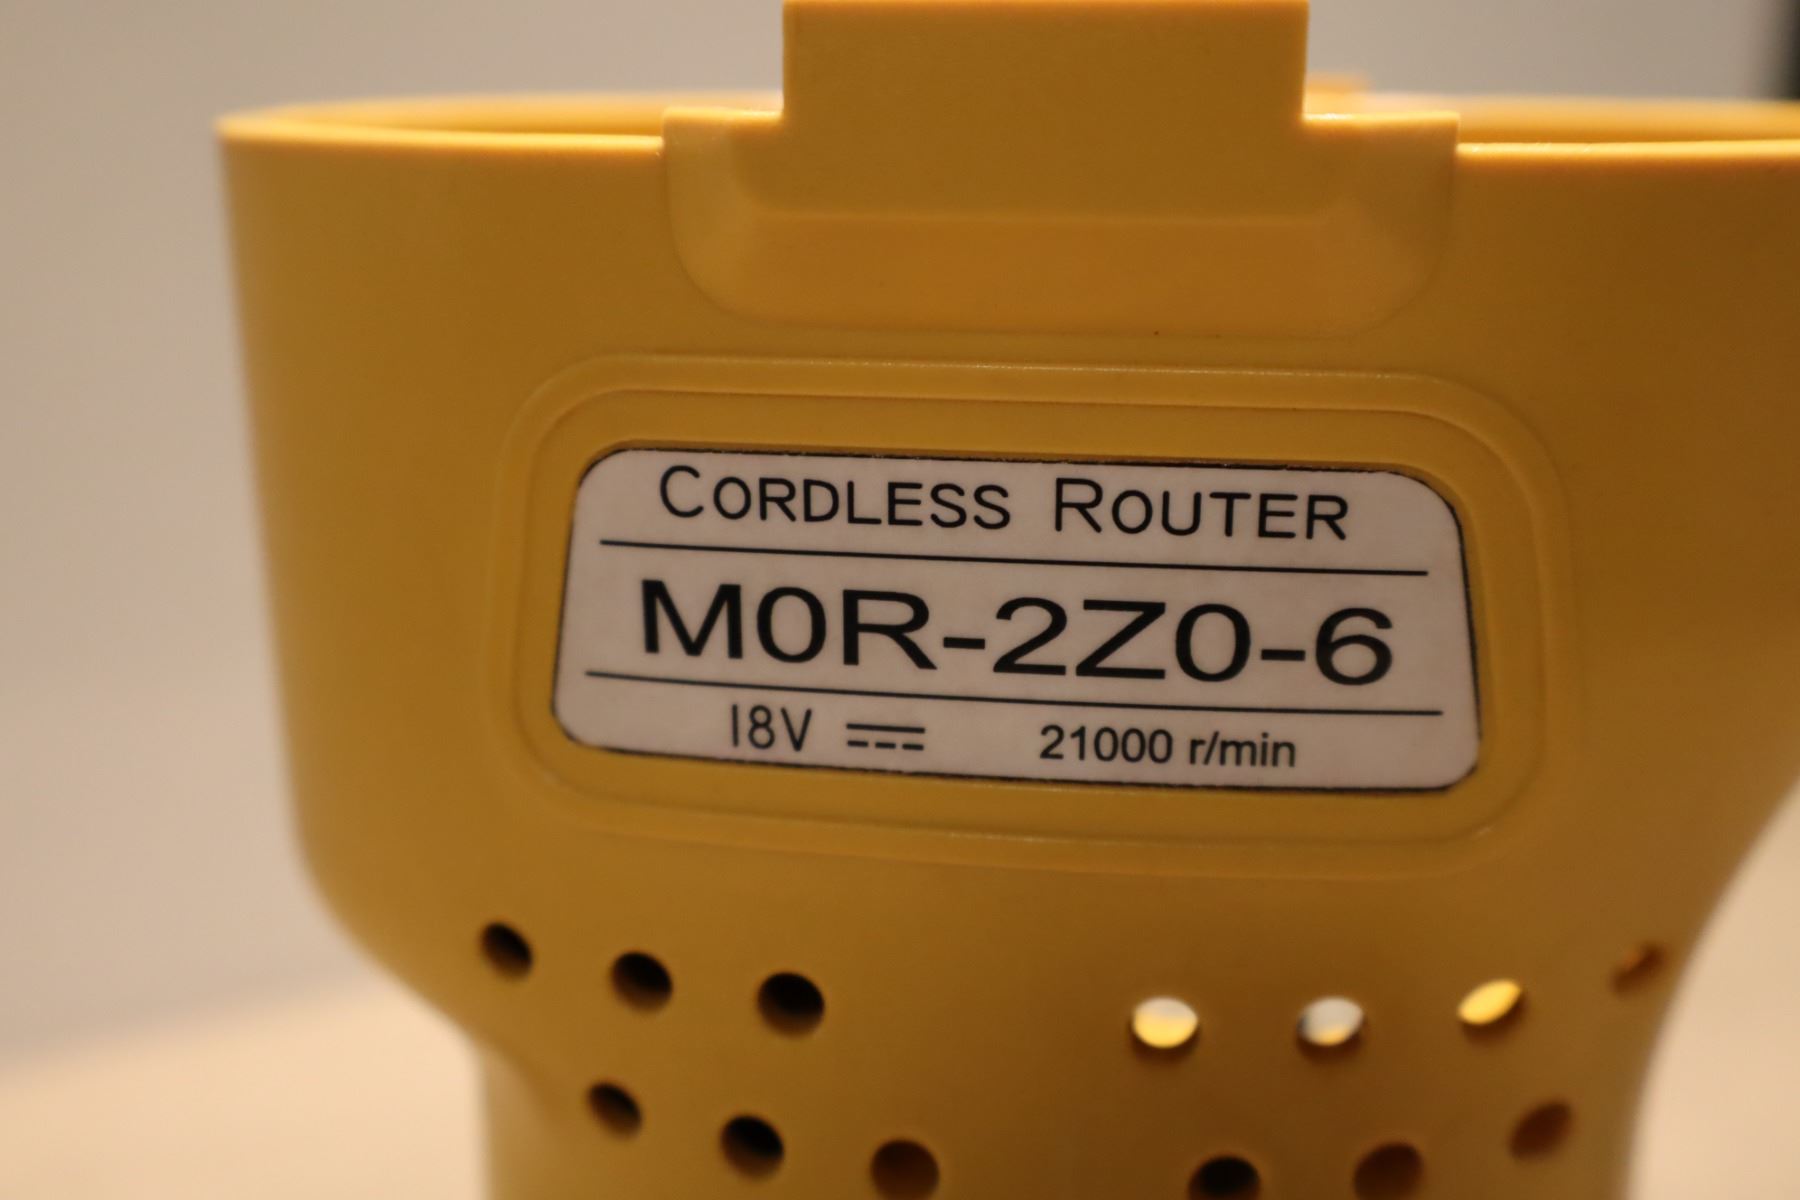 CORDLESS ROUTER
M0R-2Z0-6
18V ⎓ 21000 r/min